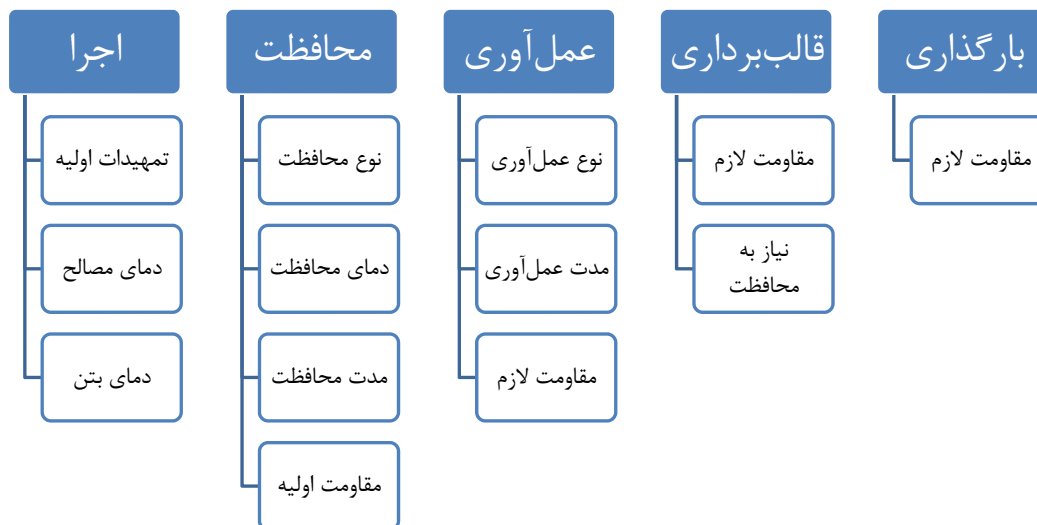 اجرا
تمهیدات اولیه
دمای مصالح
دمای بتن
محافظت
نوع محافظت
دمای محافظت
مدت محافظت
مقاومت اولیه
عمل‌آوری
نوع عمل‌آوری
مدت عمل‌آوری
مقاومت لازم
قالب‌برداری
مقاومت لازم
نیاز به
محافظت
بارگذاری
مقاومت لازم